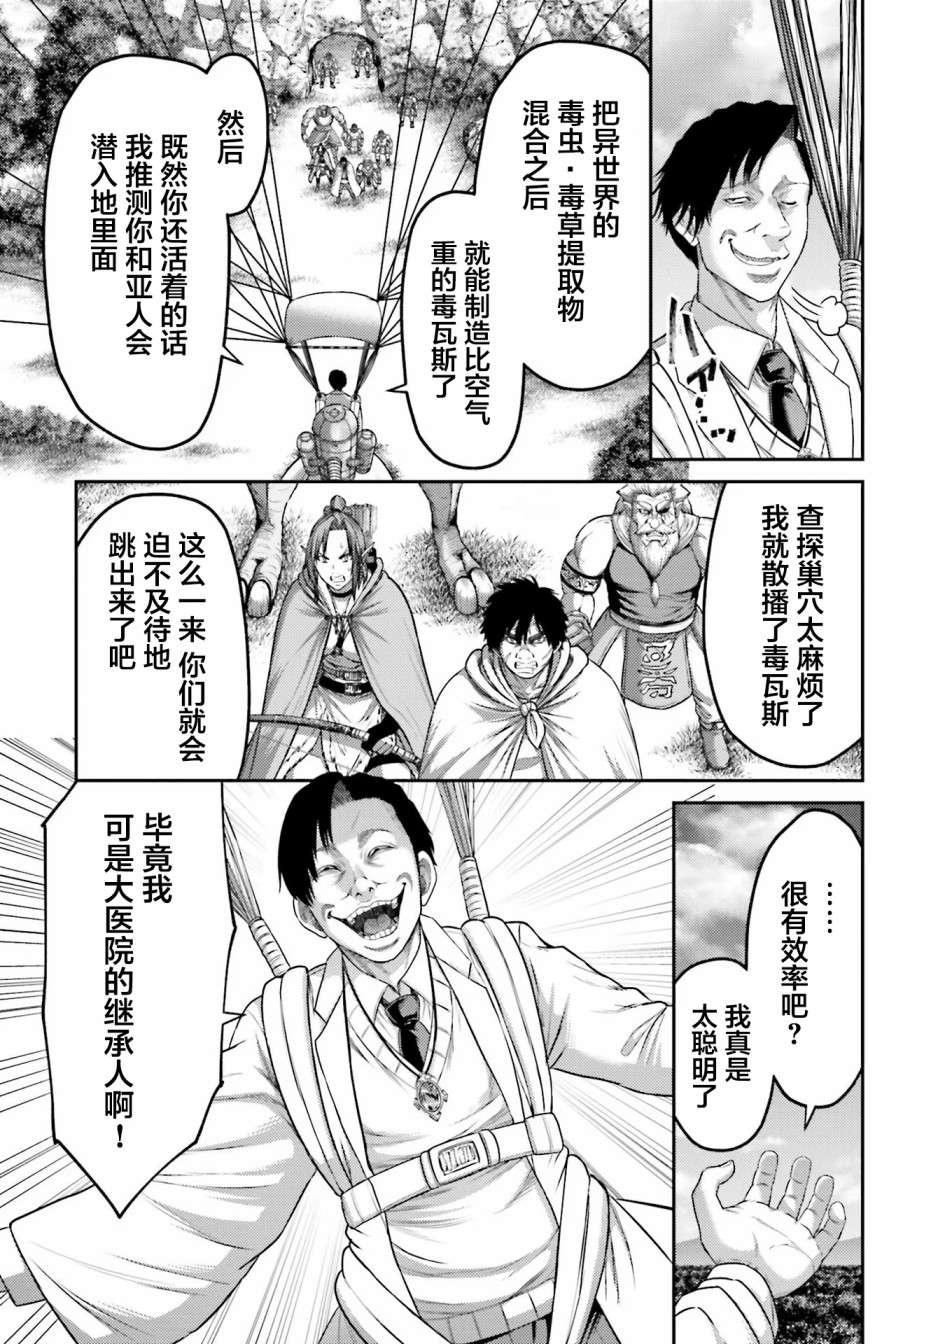 把异世界的
毒虫·毒草提取物
混合之后
就能制造比空气
重的毒瓦斯了
然后
既然你还活着的话
我推测你和亚人会
潜入地里面
查探巢穴太麻烦了
我就散播了毒瓦斯
这么一来 你们就会
迫不及待地
跳出来了吧
……
很有效率吧？
我真是
太聪明了
毕竟我
可是大医院的继承人啊！